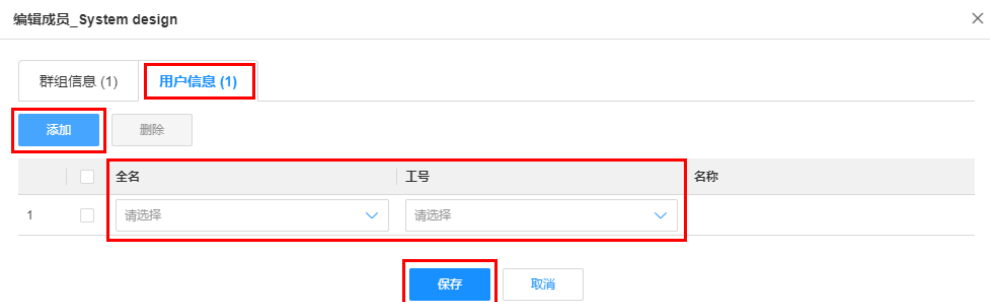 编辑成员_System design
群组信息 (1) 用户信息 (1)
添加 删除
全名 工号 名称
1 请选择 请选择
保存 取消